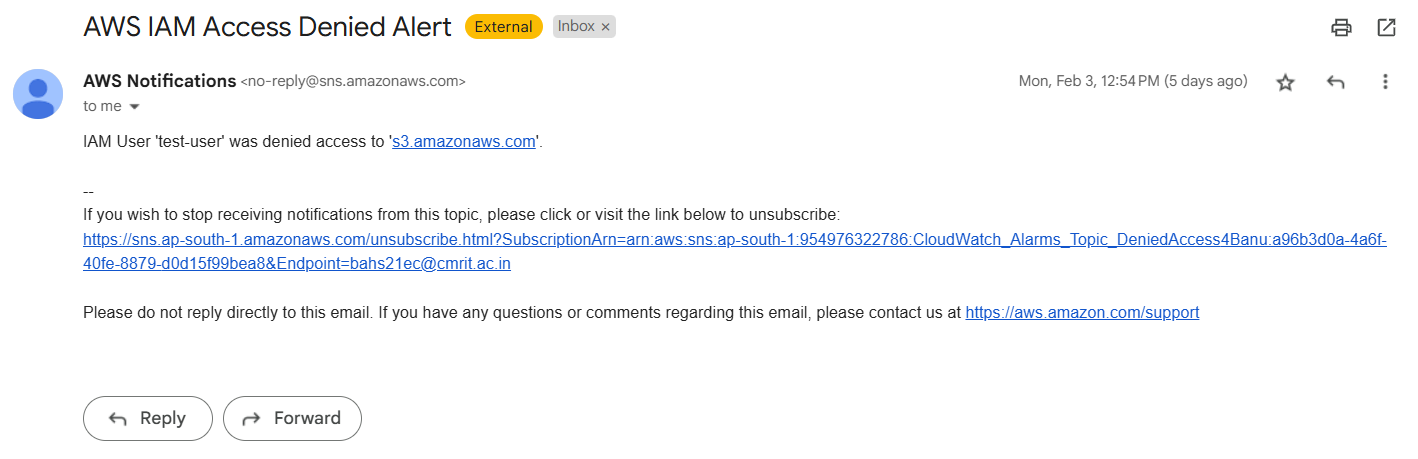 AWS IAM Access Denied Alert External Inbox ×
AWS Notifications <no-reply@sns.amazonaws.com> Mon, Feb 3, 12:54 PM (5 days ago)
to me
IAM User 'test-user' was denied access to 's3.amazonaws.com'.
--
If you wish to stop receiving notifications from this topic, please click or visit the link below to unsubscribe:
https://sns.ap-south-1.amazonaws.com/unsubscribe.html?SubscriptionArn=arn:aws:sns:ap-south-1:954976322786:CloudWatch_Alarms_Topic_DeniedAccess4Banu:a96b3d0a-4a6f-
40fe-8879-d0d15f99bea8&Endpoint=bahs21ec@cmrit.ac.in
Please do not reply directly to this email. If you have any questions or comments regarding this email, please contact us at https://aws.amazon.com/support
Reply Forward